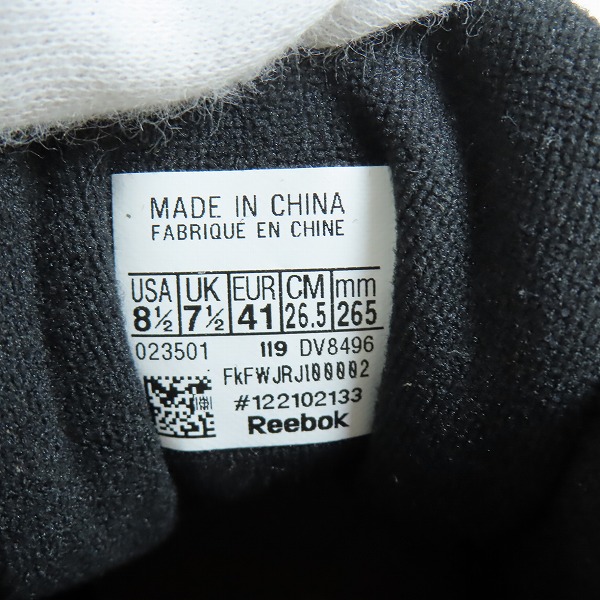 MADE IN CHINA
FABRIQUÉ EN CHINE
USA UK EUR CM mm
8½ 7½ 41 26.5 265
023501 119 DV8496
FKFWJRJ100002
#122102133
Reebok